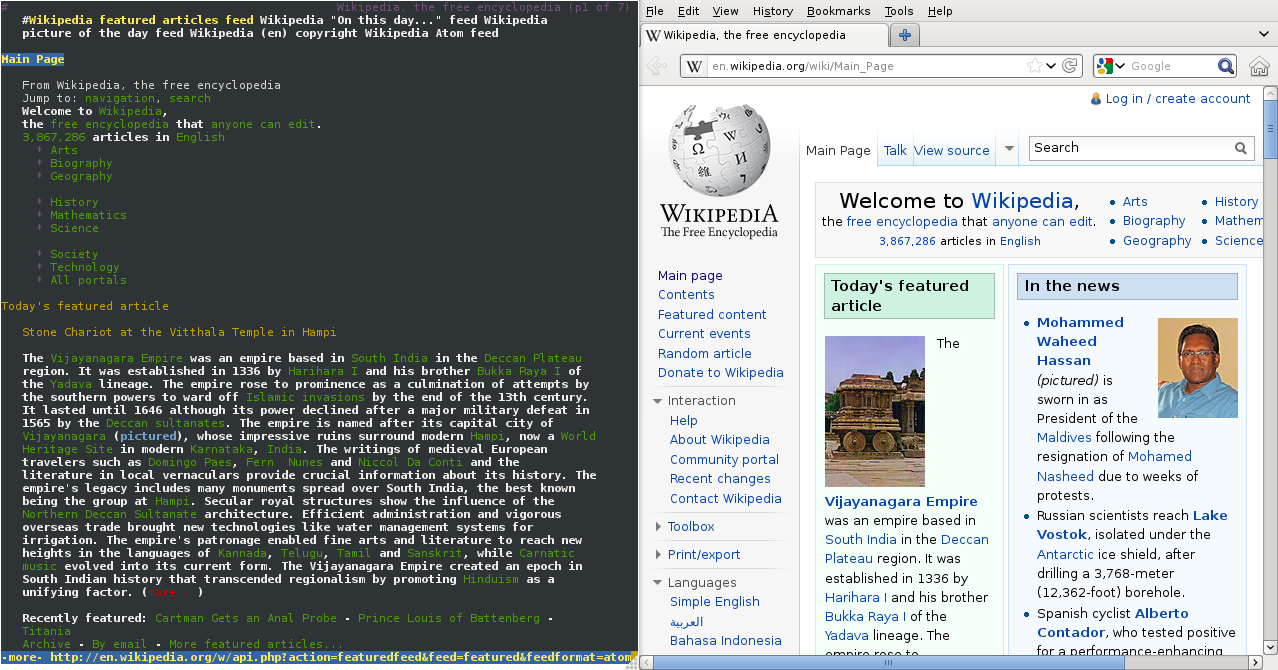 #
Wikipedia, the free encyclopedia (p1 of 7)
#Wikipedia featured articles feed Wikipedia "On this day..." feed Wikipedia
picture of the day feed Wikipedia (en) copyright Wikipedia Atom feed
Main Page
From Wikipedia, the free encyclopedia
Jump to: navigation, search
Welcome to Wikipedia,
the free encyclopedia that anyone can edit.
3,867,286 articles in English
* Arts
* Biography
* Geography
* History
* Mathematics
* Science
* Society
* Technology
* All portals
Today's featured article
Stone Chariot at the Vitthala Temple in Hampi
The Vijayanagara Empire was an empire based in South India in the Deccan Plateau
region. It was established in 1336 by Harihara I and his brother Bukka Raya I of
the Yadava lineage. The empire rose to prominence as a culmination of attempts by
the southern powers to ward off Islamic invasions by the end of the 13th century.
It lasted until 1646 although its power declined after a major military defeat in
1565 by the Deccan sultanates. The empire is named after its capital city of
Vijayanagara (pictured), whose impressive ruins surround modern Hampi, now a World
Heritage Site in modern Karnataka, India. The writings of medieval European
travelers such as Domingo Paes, Fern  Nunes and Niccol Da Conti and the
literature in local vernaculars provide crucial information about its history. The
empire's legacy includes many monuments spread over South India, the best known
being the group at Hampi. Secular royal structures show the influence of the
Northern Deccan Sultanate architecture. Efficient administration and vigorous
overseas trade brought new technologies like water management systems for
irrigation. The empire's patronage enabled fine arts and literature to reach new
heights in the languages of Kannada, Telugu, Tamil and Sanskrit, while Carnatic
music evolved into its current form. The Vijayanagara Empire created an epoch in
South Indian history that transcended regionalism by promoting Hinduism as a
unifying factor. (more...)
Recently featured: Cartman Gets an Anal Probe - Prince Louis of Battenberg -
Titania
Archive - By email - More featured articles...
-more- http://en.wikipedia.org/w/api.php?action=featuredfeed&feed=featured&feedformat=atom
File Edit View History Bookmarks Tools Help
W Wikipedia, the free encyclopedia
W en.wikipedia.org/wiki/Main_Page
Google
Log in / create account
WIKIPEDIA
The Free Encyclopedia
Main Page Talk View source
Search
Main page
Contents
Featured content
Current events
Random article
Donate to Wikipedia
Interaction
Help
About Wikipedia
Community portal
Recent changes
Contact Wikipedia
Toolbox
Print/export
Languages
Simple English
العربية
Bahasa Indonesia
Welcome to Wikipedia,
the free encyclopedia that anyone can edit.
3,867,286 articles in English
Arts
Biography
Geography
History
Mathem
Science
Today's featured
article
The
Vijayanagara Empire
was an empire based in
South India in the Deccan
Plateau region. It was
established in 1336 by
Harihara I and his brother
Bukka Raya I of the
Yadava lineage. The
empire rose to
In the news
Mohammed
Waheed
Hassan
(pictured) is
sworn in as
President of the
Maldives following the
resignation of Mohamed
Nasheed due to weeks of
protests.
Russian scientists reach Lake
Vostok, isolated under the
Antarctic ice shield, after
drilling a 3,768-meter
(12,362-foot) borehole.
Spanish cyclist Alberto
Contador, who tested positive
for a performance-enhancing